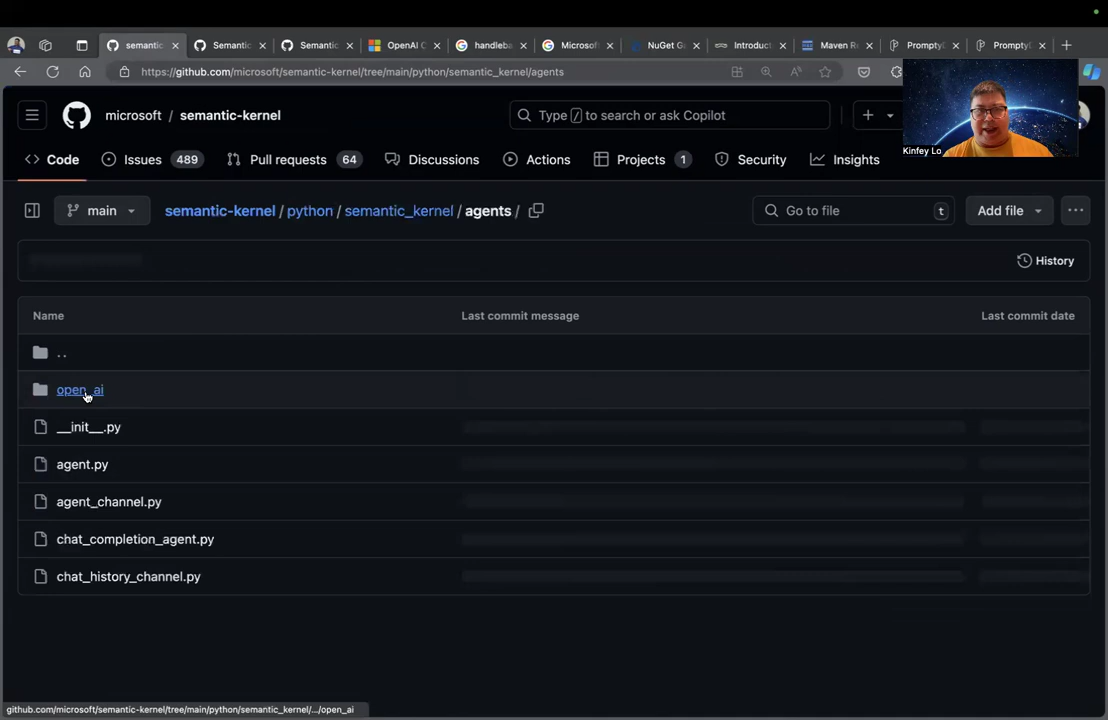 semantic
Semantic
Semantic
OpenAI C
handleba
Microsof
NuGet Ga
Introduct
Maven Re
PromptyD
PromptyD
https://github.com/microsoft/semantic-kernel/tree/main/python/semantic_kernel/agents
microsoft / semantic-kernel
Type / to search or ask Copilot
Kinfey Lo
Code
Issues 489
Pull requests 64
Discussions
Actions
Projects 1
Security
Insights
main
semantic-kernel / python / semantic_kernel / agents /
Go to file t
Add file
History
Name Last commit message Last commit date
..
open_ai
__init__.py
agent.py
agent_channel.py
chat_completion_agent.py
chat_history_channel.py
github.com/microsoft/semantic-kernel/tree/main/python/semantic_kernel/.../open_ai